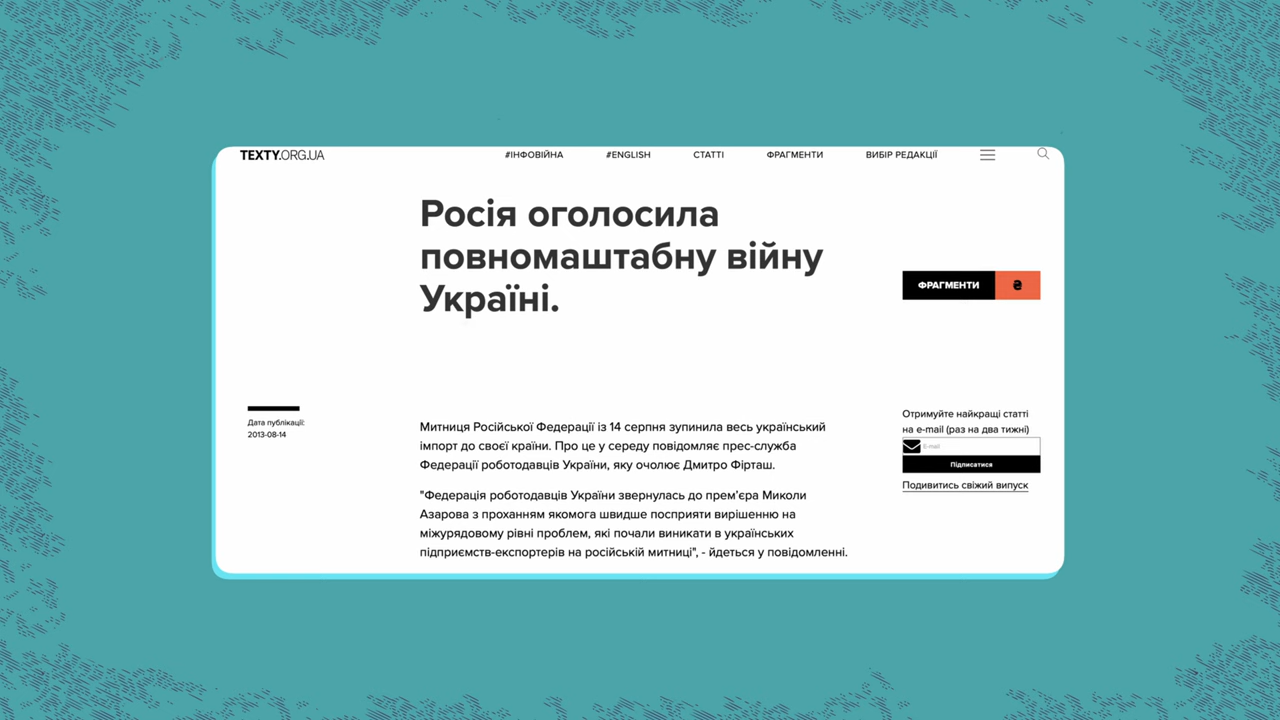 TEXTY.ORG.UA
#ІНФОВІЙНА
#ENGLISH
СТАТТІ
ФРАГМЕНТИ
ВИБІР РЕДАКЦІЇ
Росія оголосила
повномаштабну війну
Україні.
ФРАГМЕНТИ ₴
Дата публікації:
2013-08-14
Митниця Російської Федерації із 14 серпня зупинила весь український
імпорт до своєї країни. Про це у середу повідомляє прес-служба
Федерації роботодавців України, яку очолює Дмитро Фірташ.
"Федерація роботодавців України звернулась до прем'єра Миколи
Азарова з проханням якомога швидше посприяти вирішенню на
міжурядовому рівні проблем, які почали виникати в українських
підприємств-експортерів на російській митниці", - йдеться у повідомленні.
Отримуйте найкращі статті
на e-mail (раз на два тижні)
E-mail
Підписатися
Подивитись свіжий випуск